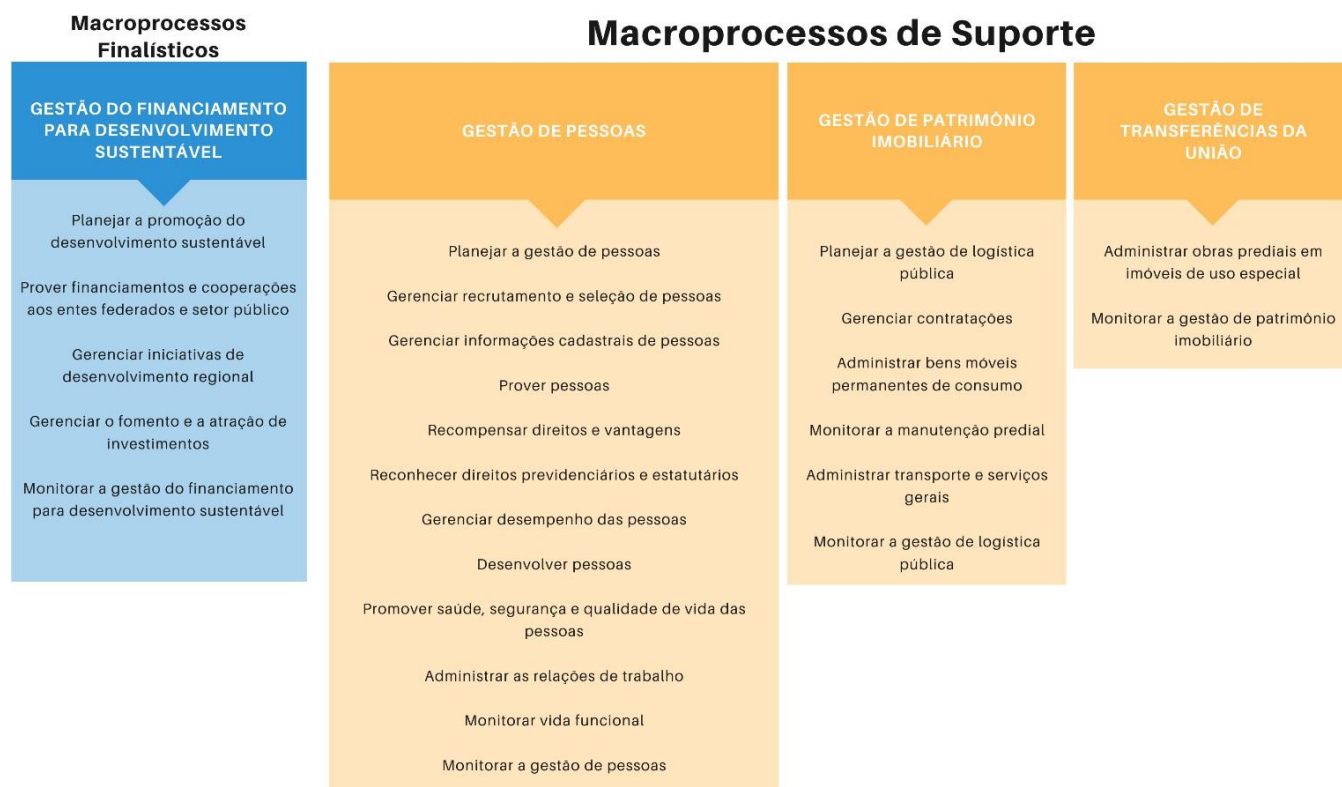 Macroprocessos
Finalísticos
Macroprocessos de Suporte
GESTÃO DO FINANCIAMENTO
PARA DESENVOLVIMENTO
SUSTENTÁVEL
Planejar a promoção do
desenvolvimento sustentável
Prover financiamentos e cooperações
aos entes federados e setor público
Gerenciar iniciativas de
desenvolvimento regional
Gerenciar o fomento e a atração de
investimentos
Monitorar a gestão do financiamento
para desenvolvimento sustentável
GESTÃO DE PESSOAS
Planejar a gestão de pessoas
Gerenciar recrutamento e seleção de pessoas
Gerenciar informações cadastrais de pessoas
Prover pessoas
Recompensar direitos e vantagens
Reconhecer direitos previdenciários e estatutários
Gerenciar desempenho das pessoas
Desenvolver pessoas
Promover saúde, segurança e qualidade de vida das
pessoas
Administrar as relações de trabalho
Monitorar vida funcional
Monitorar a gestão de pessoas
GESTÃO DE PATRIMÔNIO
IMOBILIÁRIO
Planejar a gestão de logística
pública
Gerenciar contratações
Administrar bens móveis
permanentes de consumo
Monitorar a manutenção predial
Administrar transporte e serviços
gerais
Monitorar a gestão de logística
pública
GESTÃO DE
TRANSFERÊNCIAS DA
UNIÃO
Administrar obras prediais em
imóveis de uso especial
Monitorar a gestão de patrimônio
imobiliário